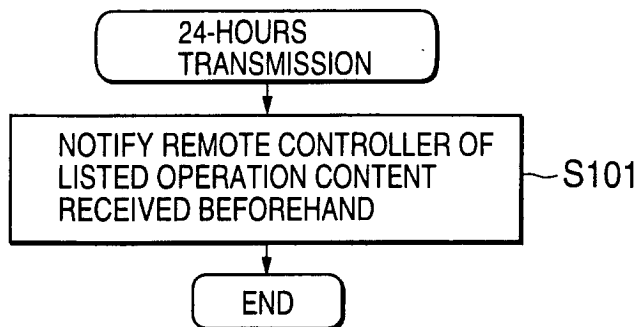 24-HOURS
TRANSMISSION
NOTIFY REMOTE CONTROLLER OF
LISTED OPERATION CONTENT
RECEIVED BEFOREHAND
S101
END